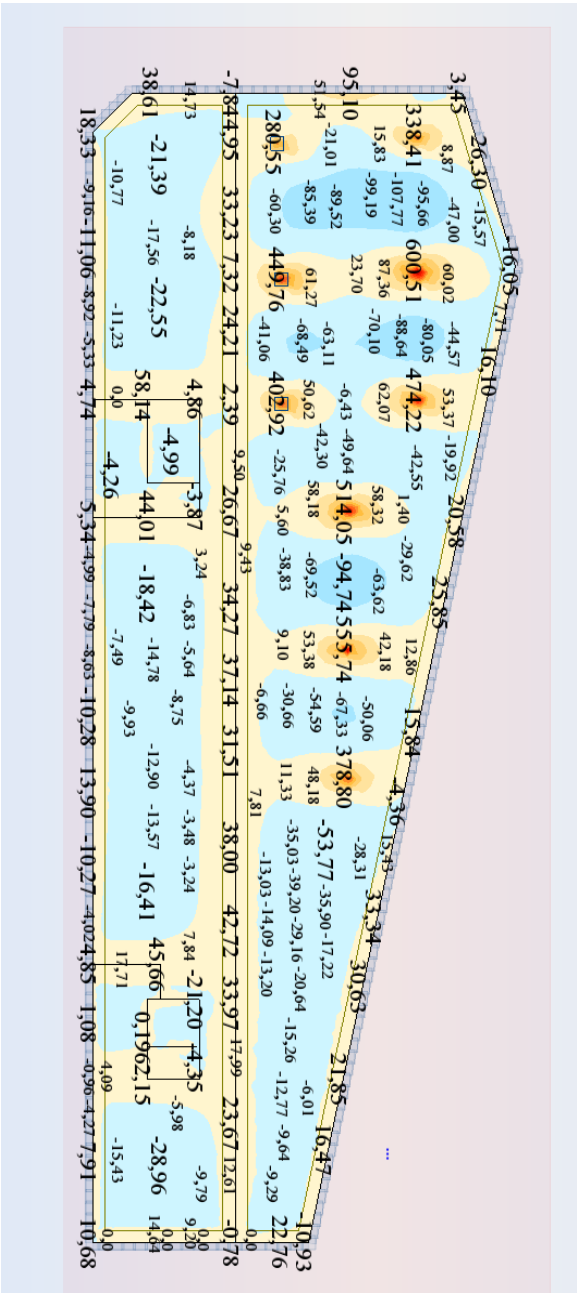 3,45
-26,30
-15,57
-16,05
7,71
16,10
-19,92
20,58
25,85
15,84
-4,36
15,43
33,34
30,63
21,85
16,47
-10,93
8,87 -47,00 60,02 -44,57 53,37
-95,66 -80,05
338,41 600,51 474,22 -42,55
1,40 -29,62 12,86
-107,77 -88,64
15,83 87,36 62,07 58,32 -63,62 42,18
-99,19 -70,10 -50,06 -28,31
95,10 23,70
-6,43 -49,64 514,05 -94,74 555,74 -67,33 378,80
-21,01 -89,52 -63,11 -42,30
51,54 -53,77 -35,90 -17,22
-85,39 61,27 -68,49 50,62 58,18 -69,52 53,38 -54,59 48,18
-6,01
280,55 -60,30 449,76 -41,06 402,92 -25,76 5,60 -38,83 9,10 -30,66 11,33
-35,03 -39,20 -29,16 -20,64
-15,26 -12,77 -9,64
-6,66
-13,03 -14,09 -13,20 -9,29 22,76
9,50 9,43 7,81 17,99 12,61 0,0
33,23 7,32 24,21 2,39 26,67 34,27 37,14 31,51 38,00 42,72 33,97 23,67 -0,78
14,73 -8,18 4,86 -3,87 3,24 -6,83 -5,64 -8,75 -4,37 -3,48 -3,24 7,84 -21,20 -4,35 -5,98 -9,79 9,20 0,0
-4,99 0,0
38,61 -21,39 -17,56 -22,55 58,14 44,01 -18,42 -14,78 -12,90 -13,57 -16,41 45,66 0,19 62,15 -28,96 14,64
-9,93
-10,77 -11,23 0,0 -4,26 -7,49 17,71 4,09 -15,43 0,0
18,33 -9,16 -11,06 -8,92 -5,33 4,74 5,34 -4,99 -7,79 -8,63 -10,28 13,90 -10,27 -4,02 4,85 1,08 -0,96 -4,27 7,91 10,68
...